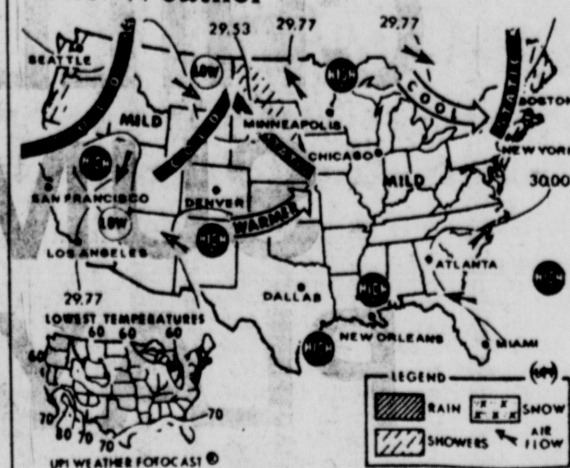 29.53 29.77 29.77
SEATTLE
LOW
HIGH
COLD
COOL
STATIC
BOSTON
MILD
COLD
MINNEAPOLIS
STATIC
NEW YORK
HIGH
CHICAGO
MILD
30.00
SAN FRANCISCO
DENVER
LOW
WARMER
HIGH
LOS ANGELES
ATLANTA
HIGH
29.77
DALLAS
HIGH
LOWEST TEMPERATURES
NEW ORLEANS
MIAMI
60 60 60
HIGH
60
LEGEND
UPI
RAIN
SNOW
70
70
80 70 70
SHOWERS
AIR FLOW
UPI WEATHER FOTOCAST ®